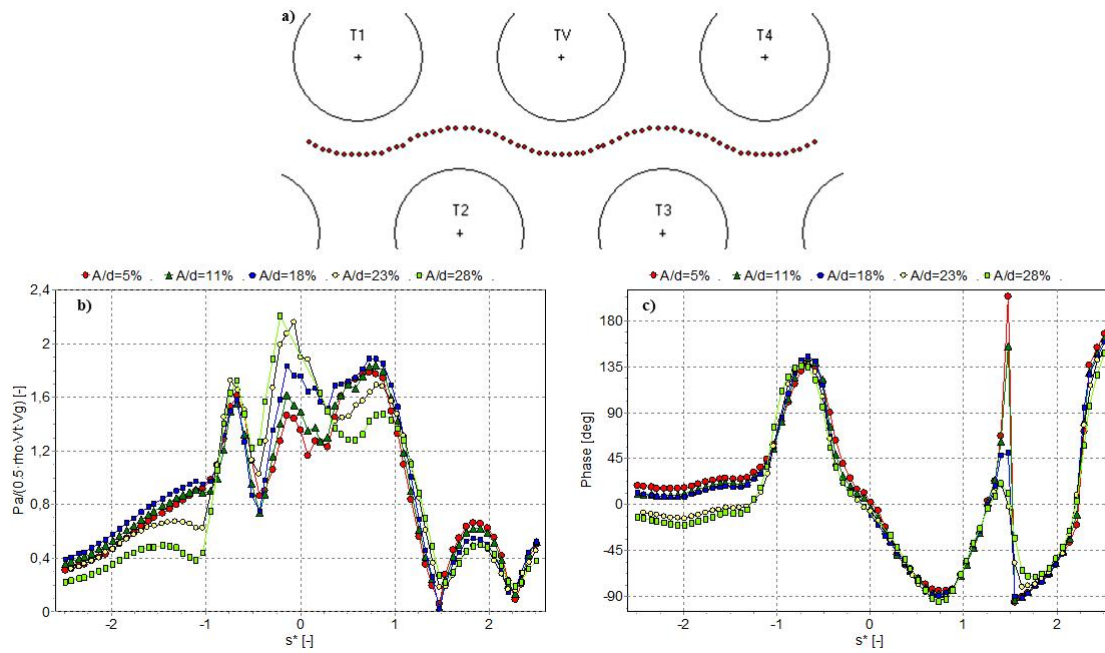 a)
T1 TV T4
T2 T3
A/d=5% A/d=11% A/d=18% A/d=23% A/d=28%
A/d=5% A/d=11% A/d=18% A/d=23% A/d=28%
b)
2,4
2
1,6
1,2
0,8
0,4
0
Pa/(0.5·mo·Vt·Vg) [-]
-2 -1 0 1 2
s* [-]
c)
180
135
90
45
0
-45
-90
Phase [deg]
-2 -1 0 1 2
s* [-]